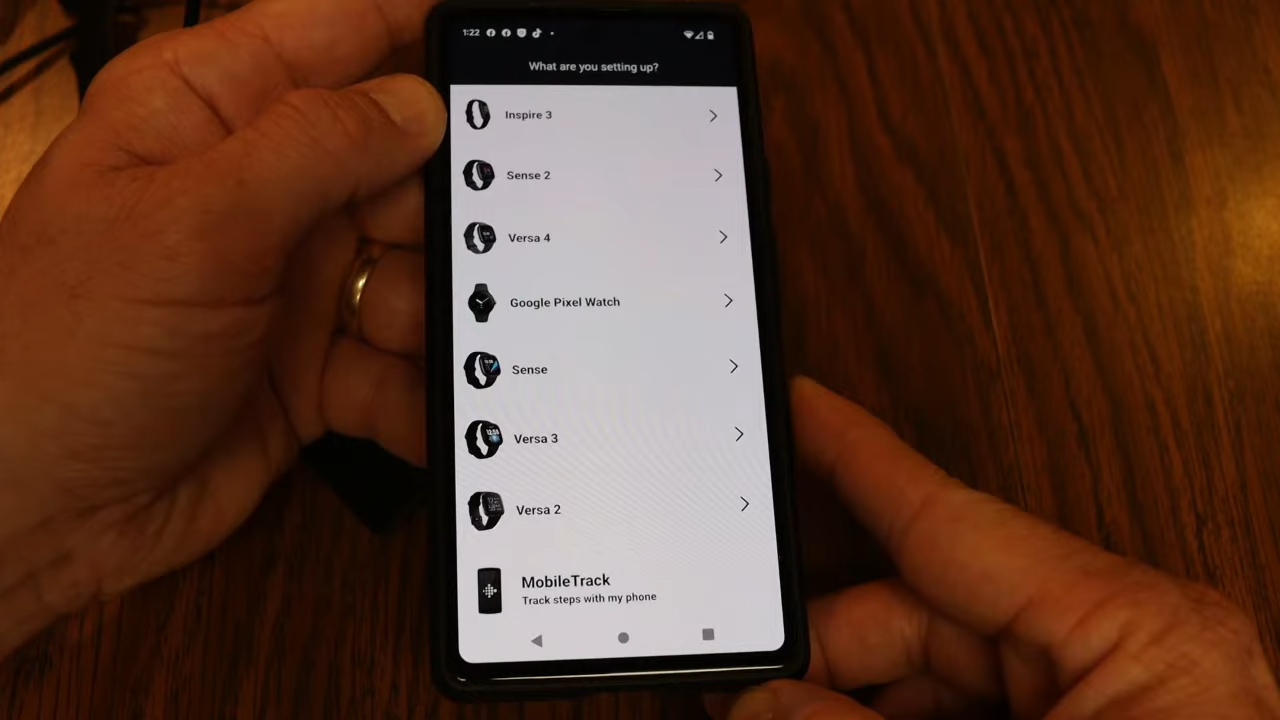 1:22
What are you setting up?
Inspire 3
Sense 2
Versa 4
Google Pixel Watch
Sense
Versa 3
Versa 2
MobileTrack
Track steps with my phone